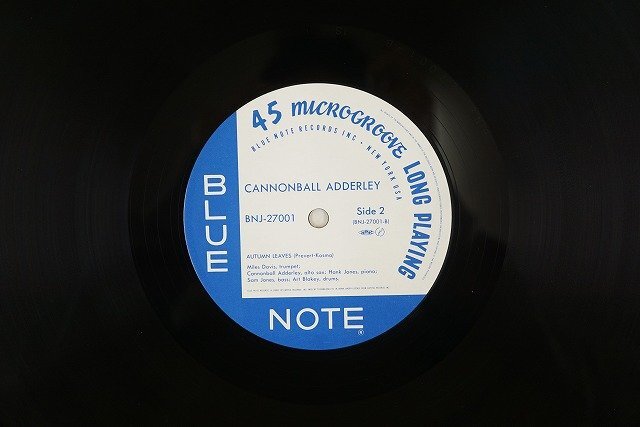 45 MICROGROOVE LONG PLAYING
BLUE NOTE RECORDS INC · NEW YORK USA
CANNONBALL ADDERLEY
BNJ-27001
Side 2
(BNJ-27001-B)
AUTUMN LEAVES (Prevert-Kosma)
Miles Davis, trumpet;
Cannonball Adderley, alto sax; Hank Jones, piano;
Sam Jones, bass; Art Blakey, drums.
BLUE
NOTE
®